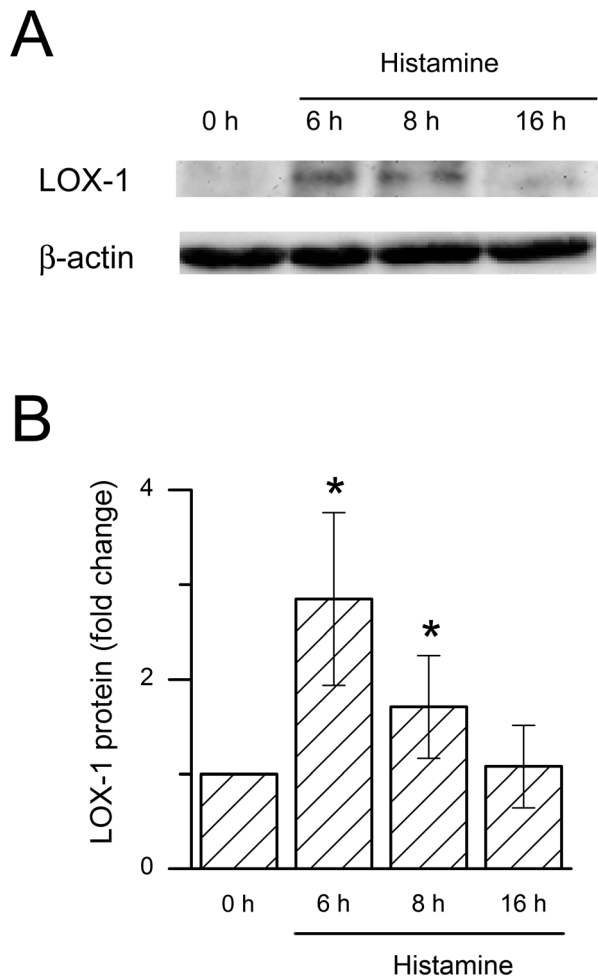 A
Histamine
0 h 6 h 8 h 16 h
LOX-1
β-actin
B
LOX-1 protein (fold change)
4
2
0
*
*
0 h 6 h 8 h 16 h
Histamine